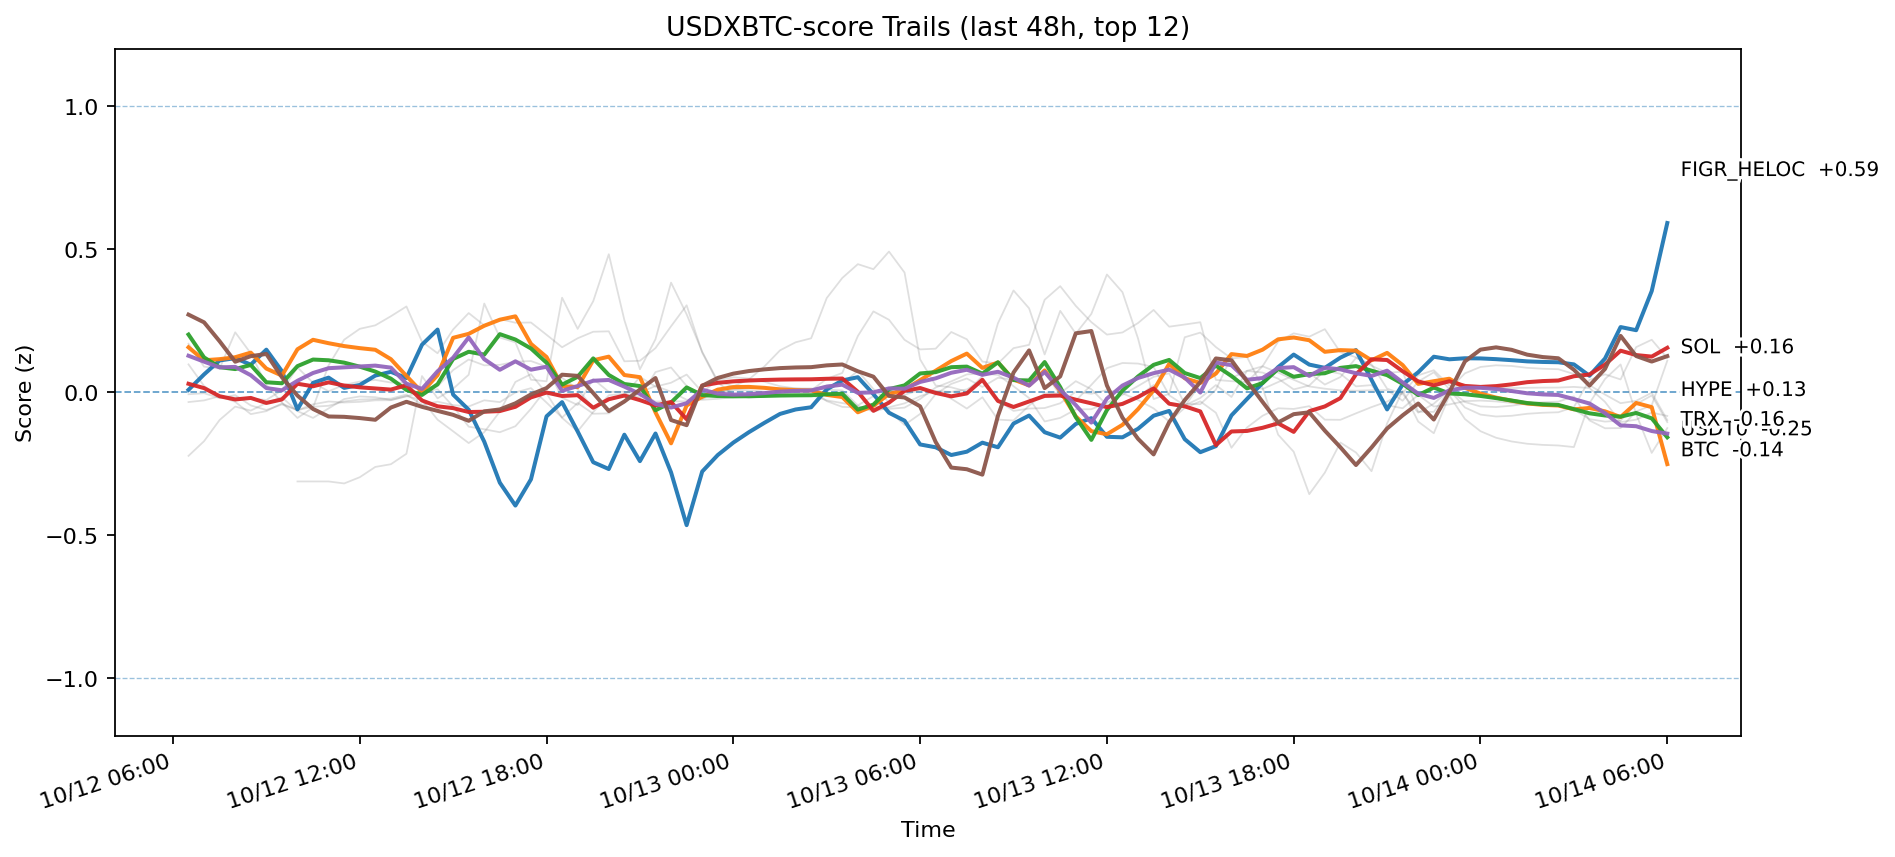 USDXBTC-score Trails (last 48h, top 12)
Score (z)
1.0
0.5
0.0
−0.5
−1.0
FIGR_HELOC +0.59
SOL +0.16
HYPE +0.13
TRX -0.16
USDT0 -0.25
BTC -0.14
10/12 06:00
10/12 12:00
10/12 18:00
10/13 00:00
10/13 06:00
10/13 12:00
10/13 18:00
10/14 00:00
10/14 06:00
Time